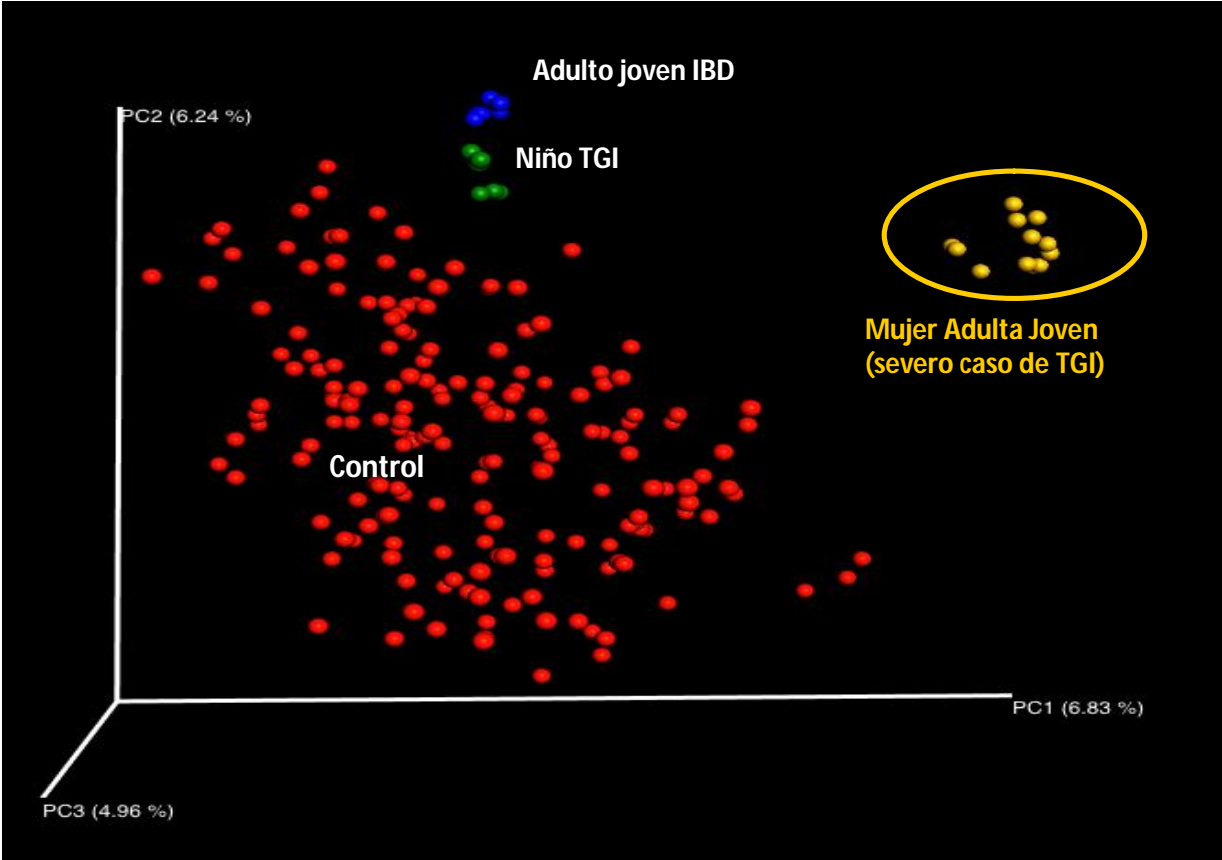 Adulto joven IBD
PC2 (6.24 %)
Niño TGI
Mujer Adulta Joven
(severo caso de TGI)
Control
PC1 (6.83 %)
PC3 (4.96 %)